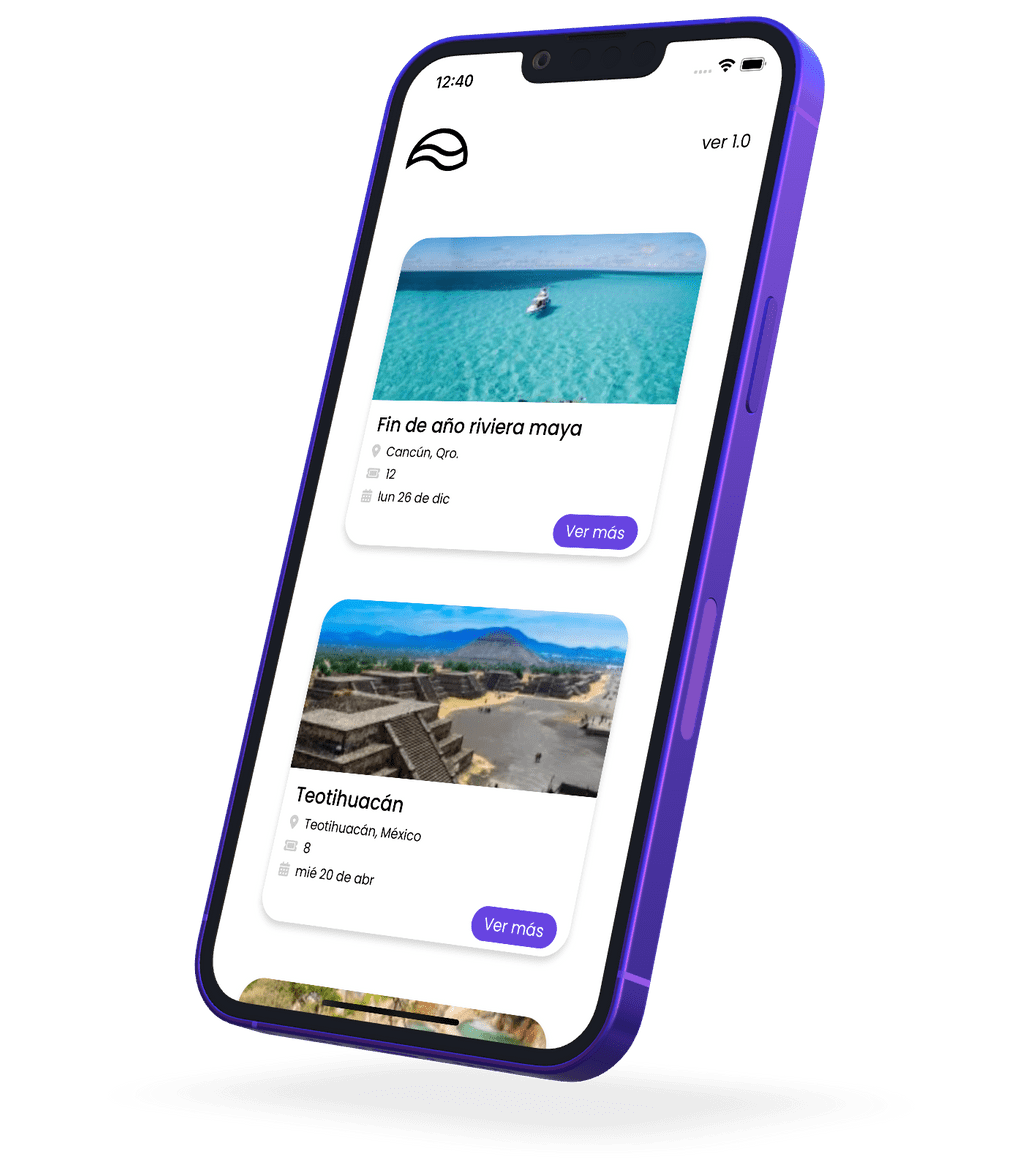 12:40
ver 1.0
Fin de año riviera maya
Cancún, Qro.
12
lun 26 de dic
Ver más
Teotihuacán
Teotihuacán, México
8
mié 20 de abr
Ver más